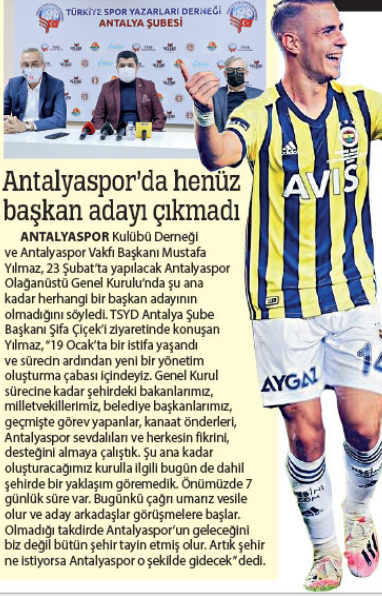 TÜRKİYE SPOR YAZARLARI DERNEĞİ
ANTALYA ŞUBESİ
Antalyaspor'da henüz
başkan adayı çıkmadı
ANTALYASPOR Kulübü Derneği
ve Antalyaspor Vakfı Başkanı Mustafa
Yılmaz, 23 Şubat'ta yapılacak Antalyaspor
Olağanüstü Genel Kurulu'nda şu ana
kadar herhangi bir başkan adayının
olmadığını söyledi. TSYD Antalya Şube
Başkanı Şifa Çiçek'i ziyaretinde konuşan
Yılmaz, "19 Ocak'ta bir istifa yaşandı
ve sürecin ardından yeni bir yönetim
oluşturma çabası içindeyiz. Genel Kurul
sürecine kadar şehirdeki bakanlarımız,
milletvekillerimiz, belediye başkanlarımız,
geçmişte görev yapanlar, kanaat önderleri,
Antalyaspor sevdalıları ve herkesin fikrini,
desteğini almaya çalıştık. Şu ana kadar
oluşturacağımız kurulla ilgili bugün de dahil
şehirde bir yaklaşım göremedik. Önümüzde 7
günlük süre var. Bugünkü çağrı umarız vesile
olur ve aday arkadaşlar görüşmelere başlar.
Olmadığı takdirde Antalyaspor'un geleceğini
biz değil bütün şehir tayin etmiş olur. Artık şehir
ne istiyorsa Antalyaspor o şekilde gidecek" dedi.
AVIS
AYGAZ
14